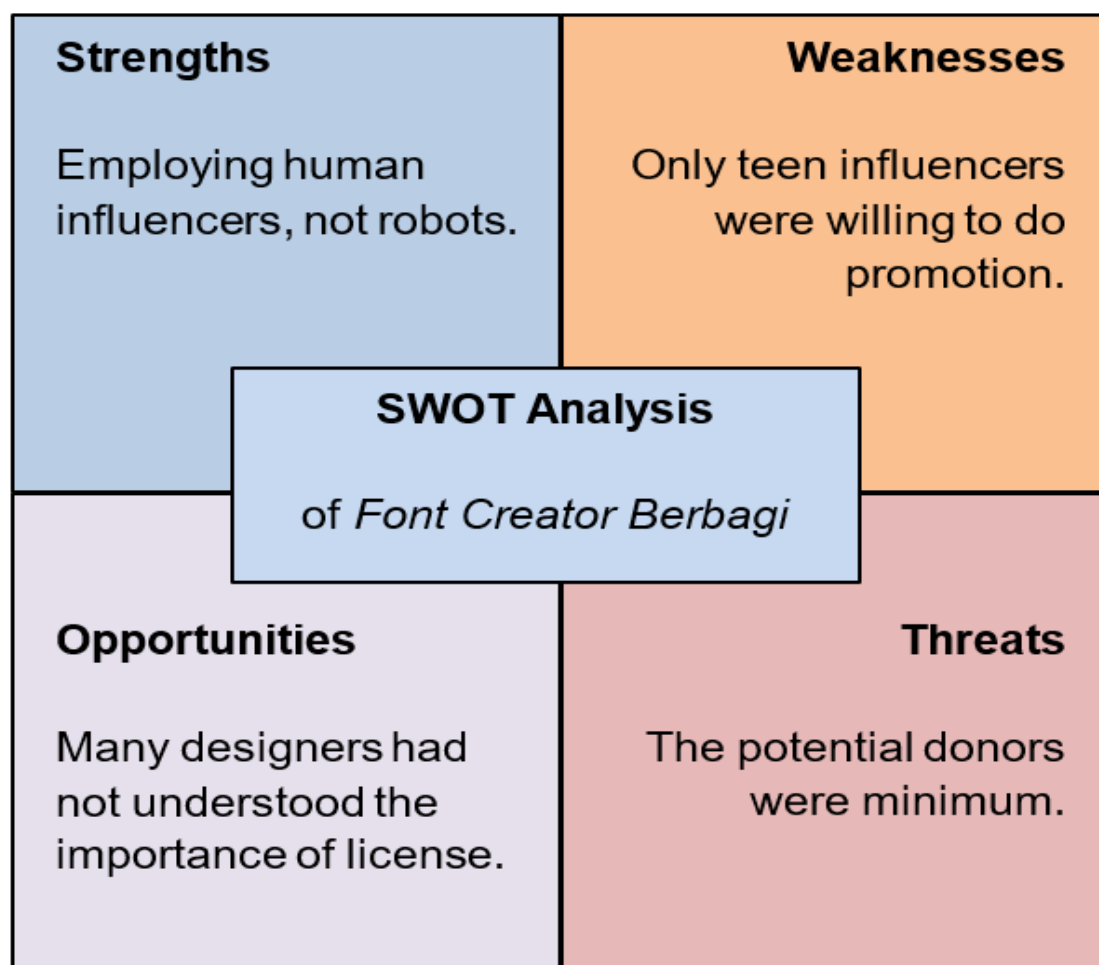 Strengths
Employing human
influencers, not robots.
Weaknesses
Only teen influencers
were willing to do
promotion.
SWOT Analysis
of Font Creator Berbagi
Opportunities
Many designers had
not understood the
importance of license.
Threats
The potential donors
were minimum.